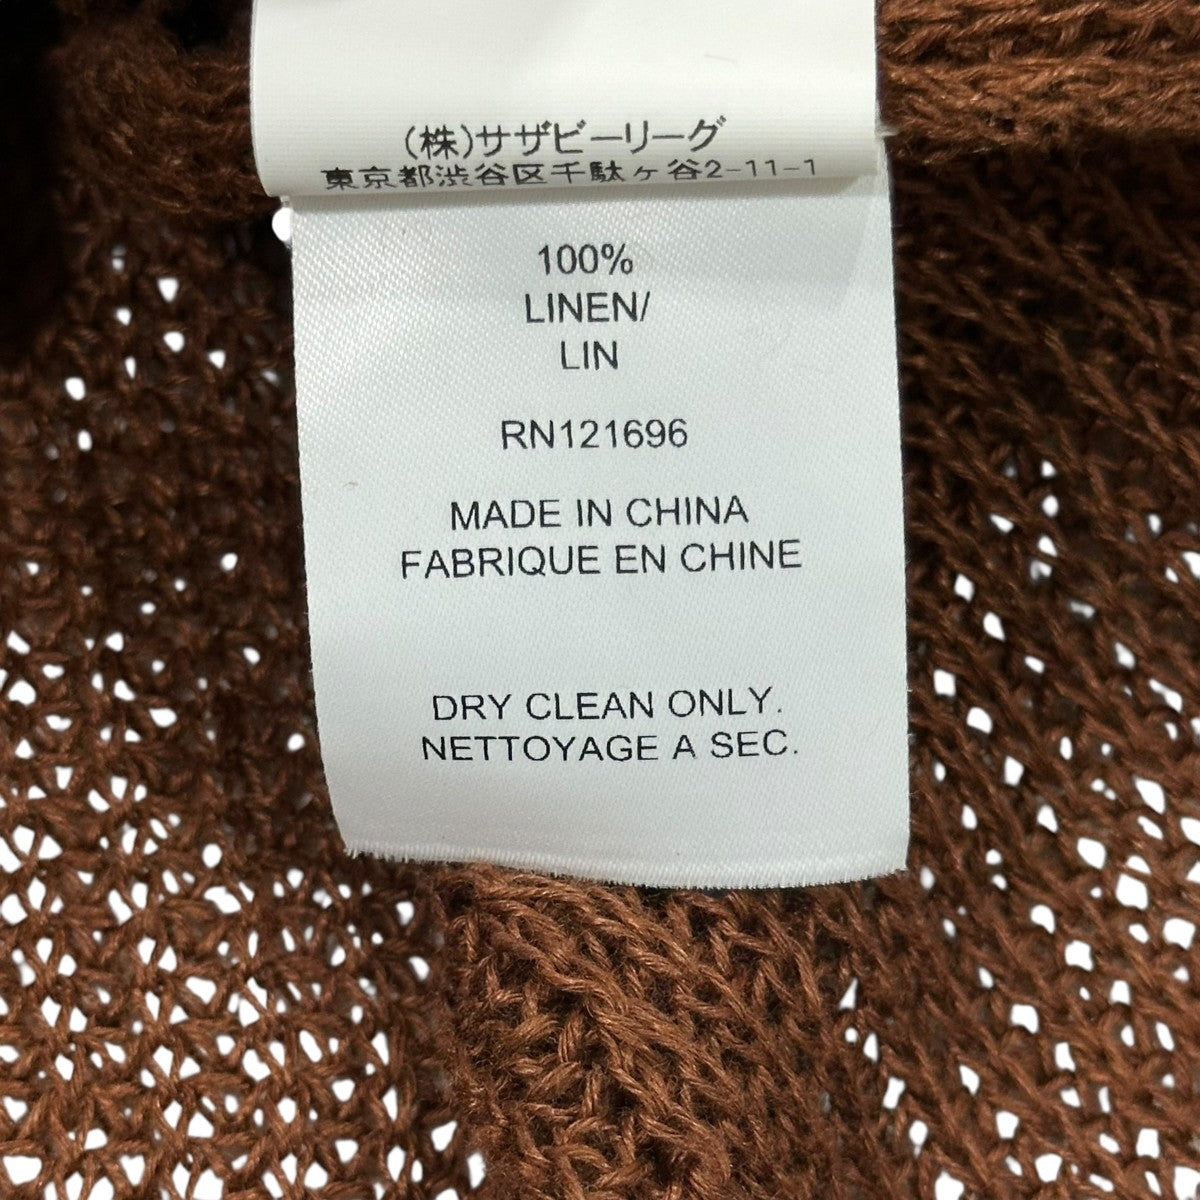 (株)サザビーリーグ
東京都渋谷区千駄ヶ谷2-11-1
100%
LINEN/
LIN
RN121696
MADE IN CHINA
FABRIQUE EN CHINE
DRY CLEAN ONLY.
NETTOYAGE A SEC.